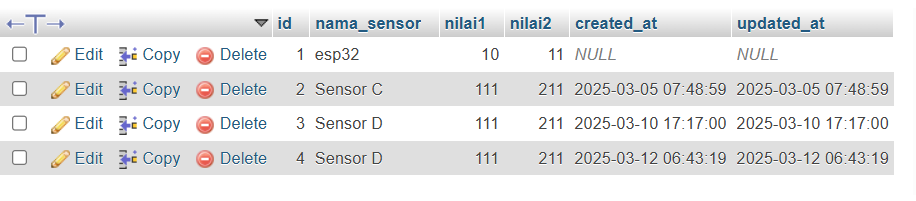 id nama_sensor nilai1 nilai2 created_at updated_at
Edit Copy Delete 1 esp32 10 11 NULL NULL
Edit Copy Delete 2 Sensor C 111 211 2025-03-05 07:48:59 2025-03-05 07:48:59
Edit Copy Delete 3 Sensor D 111 211 2025-03-10 17:17:00 2025-03-10 17:17:00
Edit Copy Delete 4 Sensor D 111 211 2025-03-12 06:43:19 2025-03-12 06:43:19